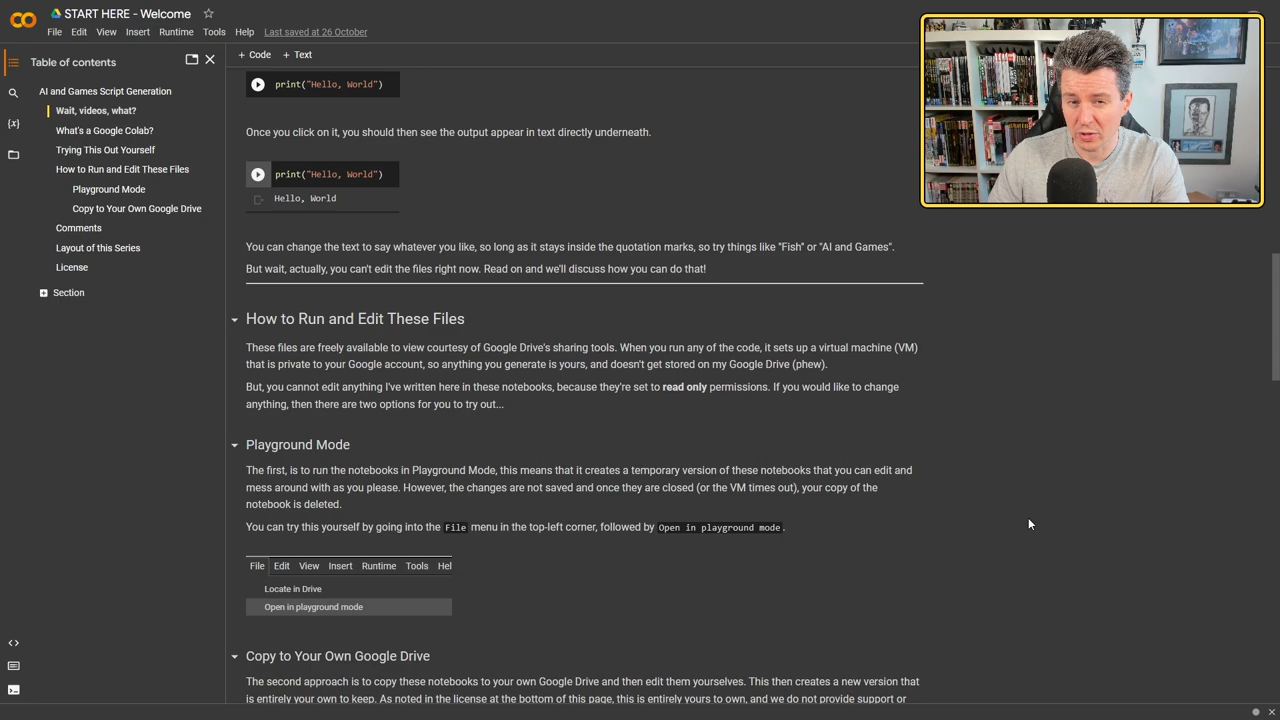 START HERE - Welcome
File Edit View Insert Runtime Tools Help Last saved at 26 October
Table of contents
AI and Games Script Generation
Wait, videos, what?
What's a Google Colab?
Trying This Out Yourself
How to Run and Edit These Files
Playground Mode
Copy to Your Own Google Drive
Comments
Layout of this Series
License
Section
+ Code + Text
print("Hello, World")
Once you click on it, you should then see the output appear in text directly underneath.
print("Hello, World")
Hello, World
You can change the text to say whatever you like, so long as it stays inside the quotation marks, so try things like "Fish" or "AI and Games".
But wait, actually, you can't edit the files right now. Read on and we'll discuss how you can do that!
How to Run and Edit These Files
These files are freely available to view courtesy of Google Drive's sharing tools. When you run any of the code, it sets up a virtual machine (VM)
that is private to your Google account, so anything you generate is yours, and doesn't get stored on my Google Drive (phew).
But, you cannot edit anything I've written here in these notebooks, because they're set to read only permissions. If you would like to change
anything, then there are two options for you to try out...
Playground Mode
The first, is to run the notebooks in Playground Mode, this means that it creates a temporary version of these notebooks that you can edit and
mess around with as you please. However, the changes are not saved and once they are closed (or the VM times out), your copy of the
notebook is deleted.
You can try this yourself by going into the File menu in the top-left corner, followed by Open in playground mode.
File Edit View Insert Runtime Tools Hel
Locate in Drive
Open in playground mode
Copy to Your Own Google Drive
The second approach is to copy these notebooks to your own Google Drive and then edit them yourselves. This then creates a new version that
is entirely your own to keep. As noted in the license at the bottom of this page, this is entirely yours to own, and we do not provide support or